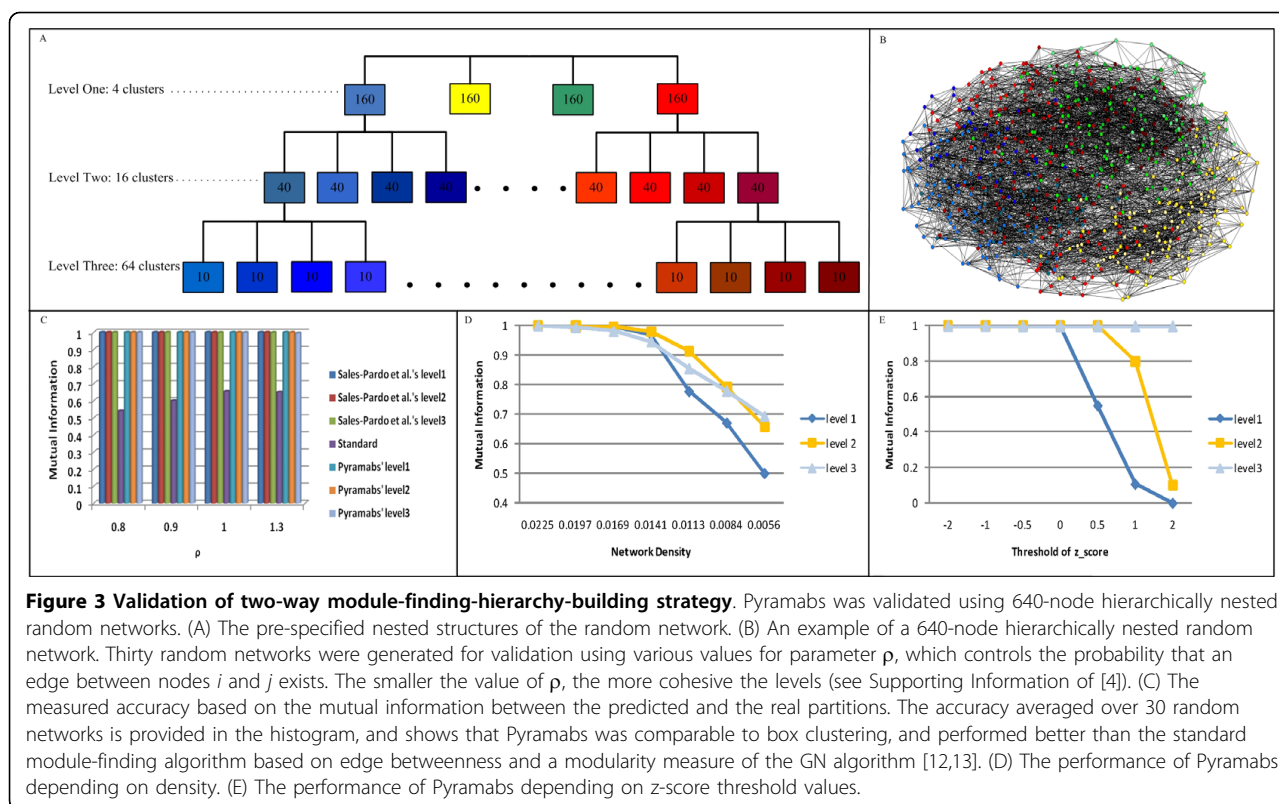 A
Level One: 4 clusters
160
160
160
160
Level Two: 16 clusters
40
40
40
40
40
40
40
40
Level Three: 64 clusters
10
10
10
10
10
10
10
10
B
C
Mutual Information
1
0.9
0.8
0.7
0.6
0.5
0.4
0.3
0.2
0.1
0
0.8
0.9
1
1.3
ρ
Sales-Pardo et al.'s level1
Sales-Pardo et al.'s level2
Sales-Pardo et al.'s level3
Standard
Pyramabs' level1
Pyramabs' level2
Pyramabs' level3
D
Mutual Information
1
0.9
0.8
0.7
0.6
0.5
0.4
0.0225
0.0197
0.0169
0.0141
0.0113
0.0084
0.0056
Network Density
level 1
level 2
level 3
E
Mutual Information
1
0.8
0.6
0.4
0.2
0
-2
-1
-0.5
0
0.5
1
2
Threshold of z_score
level1
level2
level3
Figure 3 Validation of two-way module-finding-hierarchy-building strategy. Pyramabs was validated using 640-node hierarchically nested
random networks. (A) The pre-specified nested structures of the random network. (B) An example of a 640-node hierarchically nested random
network. Thirty random networks were generated for validation using various values for parameter ρ, which controls the probability that an
edge between nodes i and j exists. The smaller the value of ρ, the more cohesive the levels (see Supporting Information of [4]). (C) The
measured accuracy based on the mutual information between the predicted and the real partitions. The accuracy averaged over 30 random
networks is provided in the histogram, and shows that Pyramabs was comparable to box clustering, and performed better than the standard
module-finding algorithm based on edge betweenness and a modularity measure of the GN algorithm [12,13]. (D) The performance of Pyramabs
depending on density. (E) The performance of Pyramabs depending on z-score threshold values.